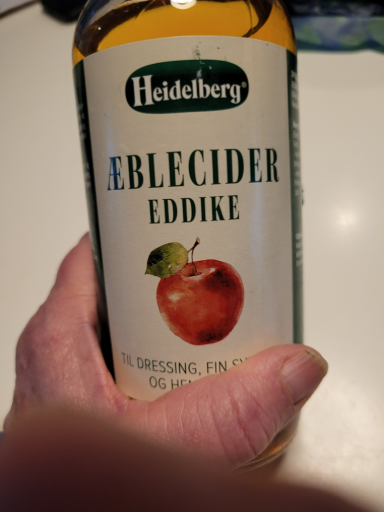 Heidelberg®
ÆBLECIDER
EDDIKE
TIL DRESSING, FIN
OG